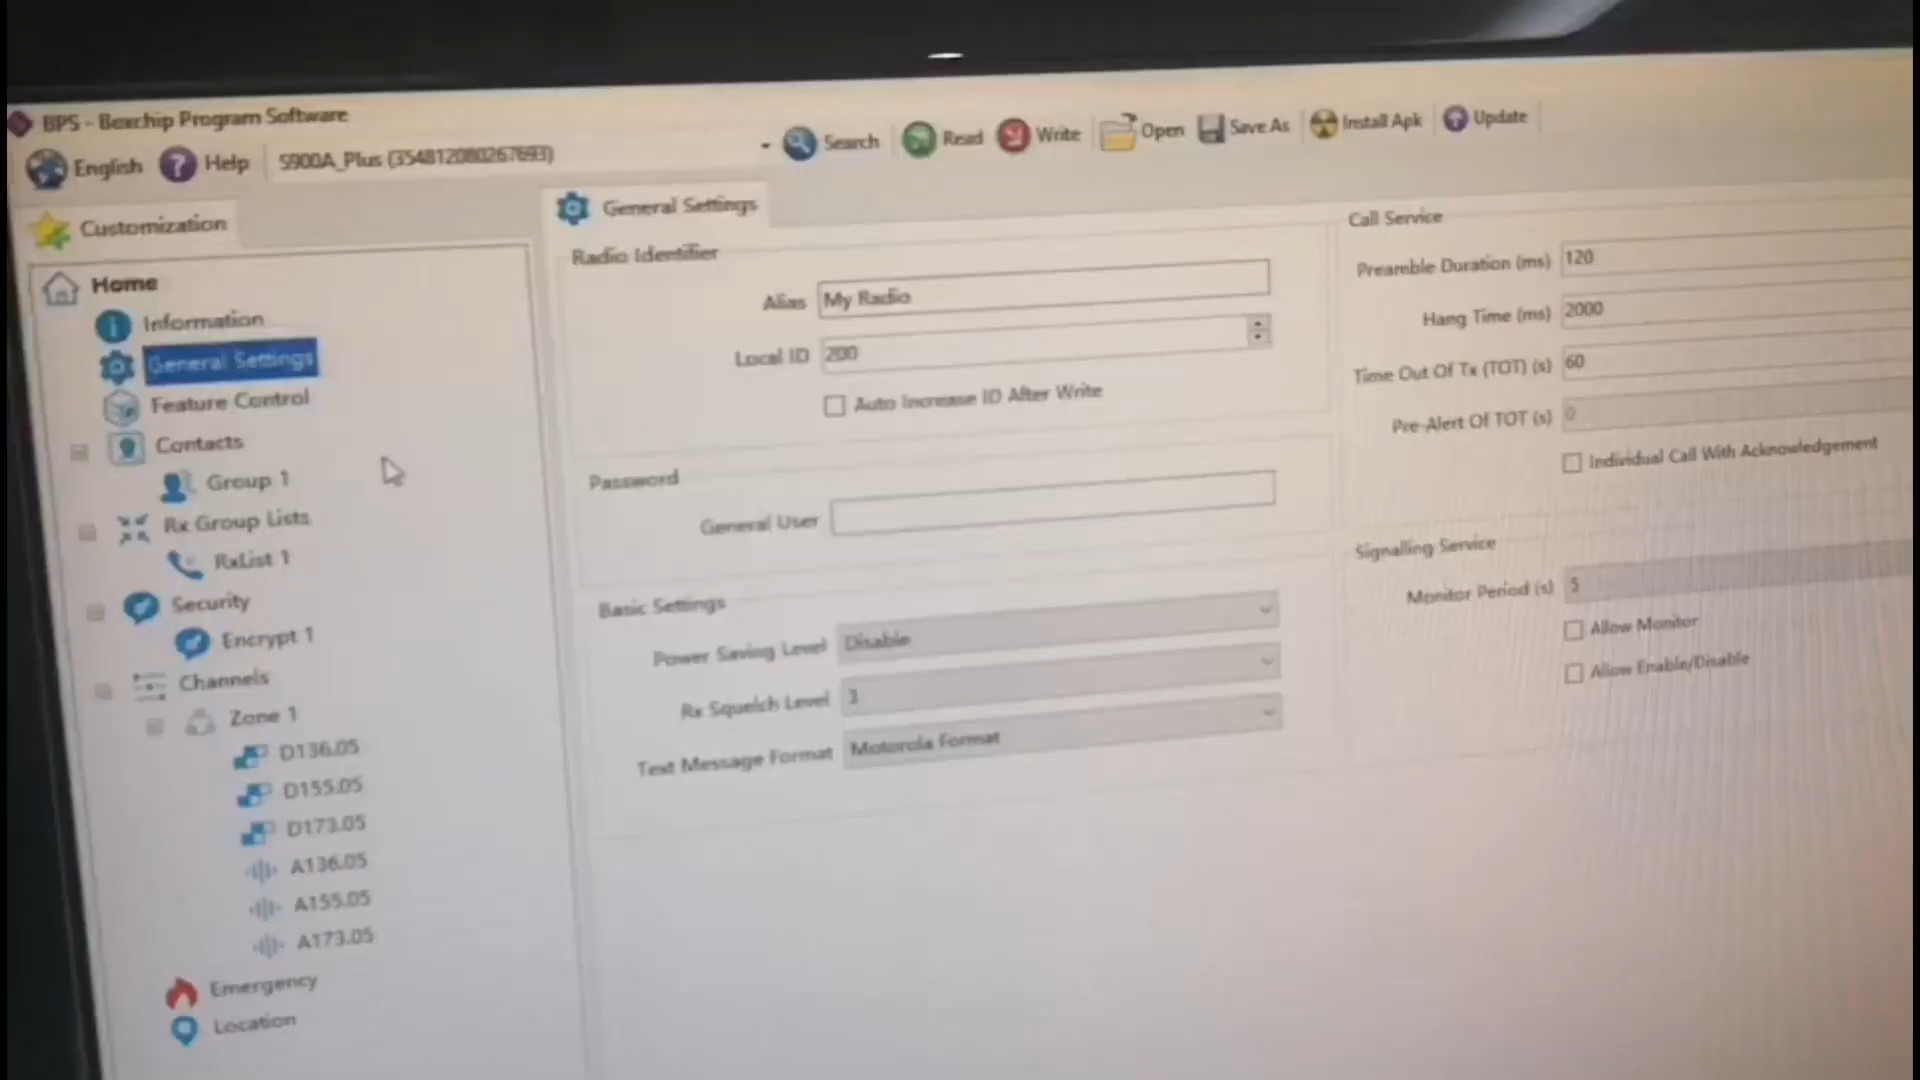 BPS - Boxchip Program Software
English Help S900A_Plus (354812080267693) Search Read Write Open Save As Install Apk Update
Customization
Home
Information
General Settings
Feature Control
Contacts
Group 1
Rx Group Lists
RxList 1
Security
Encrypt 1
Channels
Zone 1
D136.05
D155.05
D173.05
A136.05
A155.05
A173.05
Emergency
Location
General Settings
Radio Identifier
Alias My Radio
Local ID 200
Auto Increase ID After Write
Password
General User
Basic Settings
Power Saving Level Disable
Rx Squelch Level 3
Text Message Format Motorola Format
Call Service
Preamble Duration (ms) 120
Hang Time (ms) 2000
Time Out Of Tx (TOT) (s) 60
Pre-Alert Of TOT (s) 0
Individual Call With Acknowledgement
Signalling Service
Monitor Period (s) 5
Allow Monitor
Allow Enable/Disable